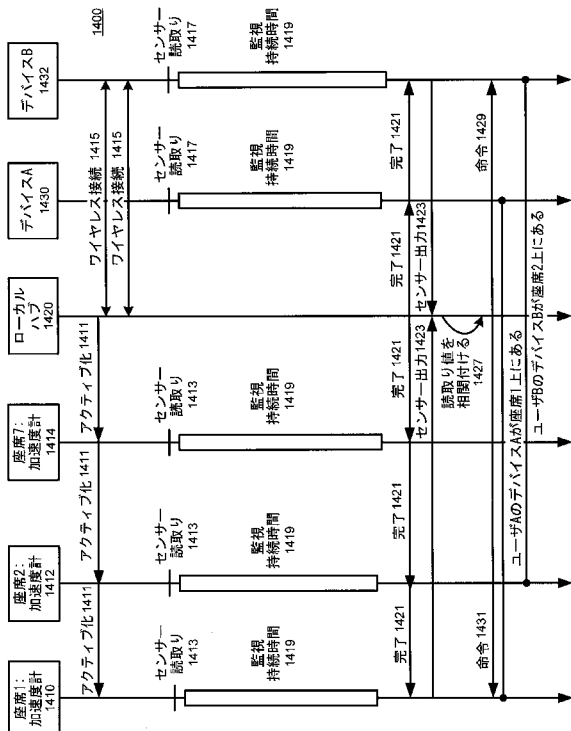 1400
座席1:
加速度計
1410
座席2:
加速度計
1412
座席7:
加速度計
1414
ローカル
ハブ
1420
デバイスA
1430
デバイスB
1432
ワイヤレス接続 1415
ワイヤレス接続 1415
アクティブ化 1411
アクティブ化 1411
アクティブ化 1411
センサー
読取り
1413
センサー
読取り
1413
センサー
読取り
1413
センサー
読取り
1417
センサー
読取り
1417
監視
持続時間
1419
監視
持続時間
1419
監視
持続時間
1419
監視
持続時間
1419
監視
持続時間
1419
完了 1421
完了 1421
完了 1421
完了 1421
センサー出力1423
センサー出力1423
読取り値を
相関付ける
1427
命令 1431
命令 1429
ユーザAのデバイスAが座席1上にある
ユーザBのデバイスBが座席2上にある